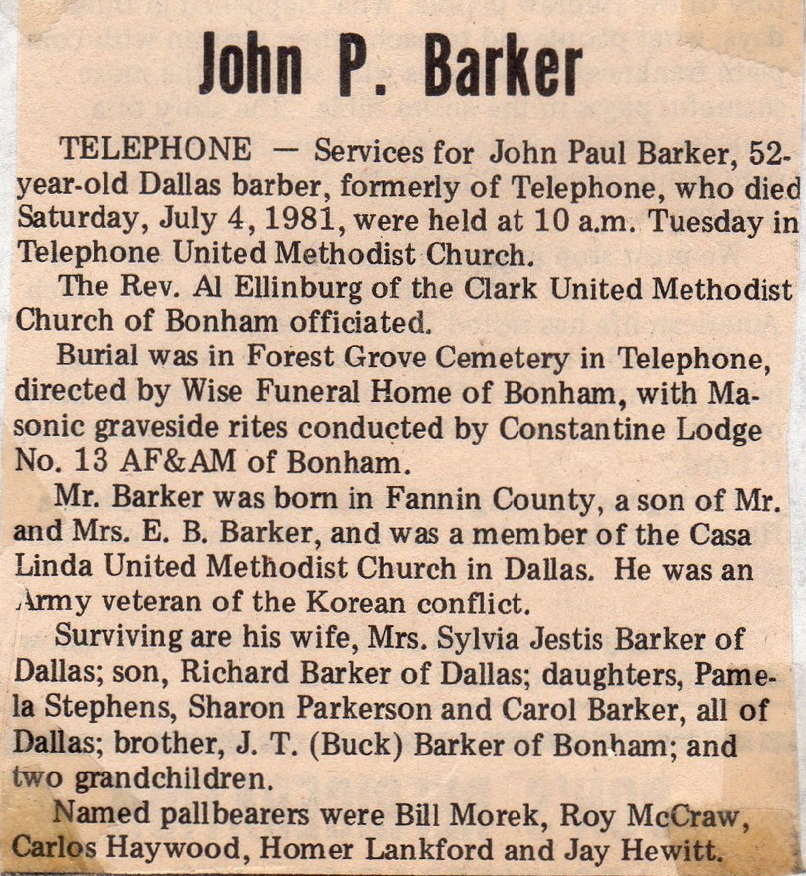 John P. Barker
TELEPHONE — Services for John Paul Barker, 52-
year-old Dallas barber, formerly of Telephone, who died
Saturday, July 4, 1981, were held at 10 a.m. Tuesday in
Telephone United Methodist Church.
The Rev. Al Ellinburg of the Clark United Methodist
Church of Bonham officiated.
Burial was in Forest Grove Cemetery in Telephone,
directed by Wise Funeral Home of Bonham, with Ma-
sonic graveside rites conducted by Constantine Lodge
No. 13 AF&AM of Bonham.
Mr. Barker was born in Fannin County, a son of Mr.
and Mrs. E. B. Barker, and was a member of the Casa
Linda United Methodist Church in Dallas. He was an
Army veteran of the Korean conflict.
Surviving are his wife, Mrs. Sylvia Jestis Barker of
Dallas; son, Richard Barker of Dallas; daughters, Pame-
la Stephens, Sharon Parkerson and Carol Barker, all of
Dallas; brother, J. T. (Buck) Barker of Bonham; and
two grandchildren.
Named pallbearers were Bill Morek, Roy McCraw,
Carlos Haywood, Homer Lankford and Jay Hewitt.